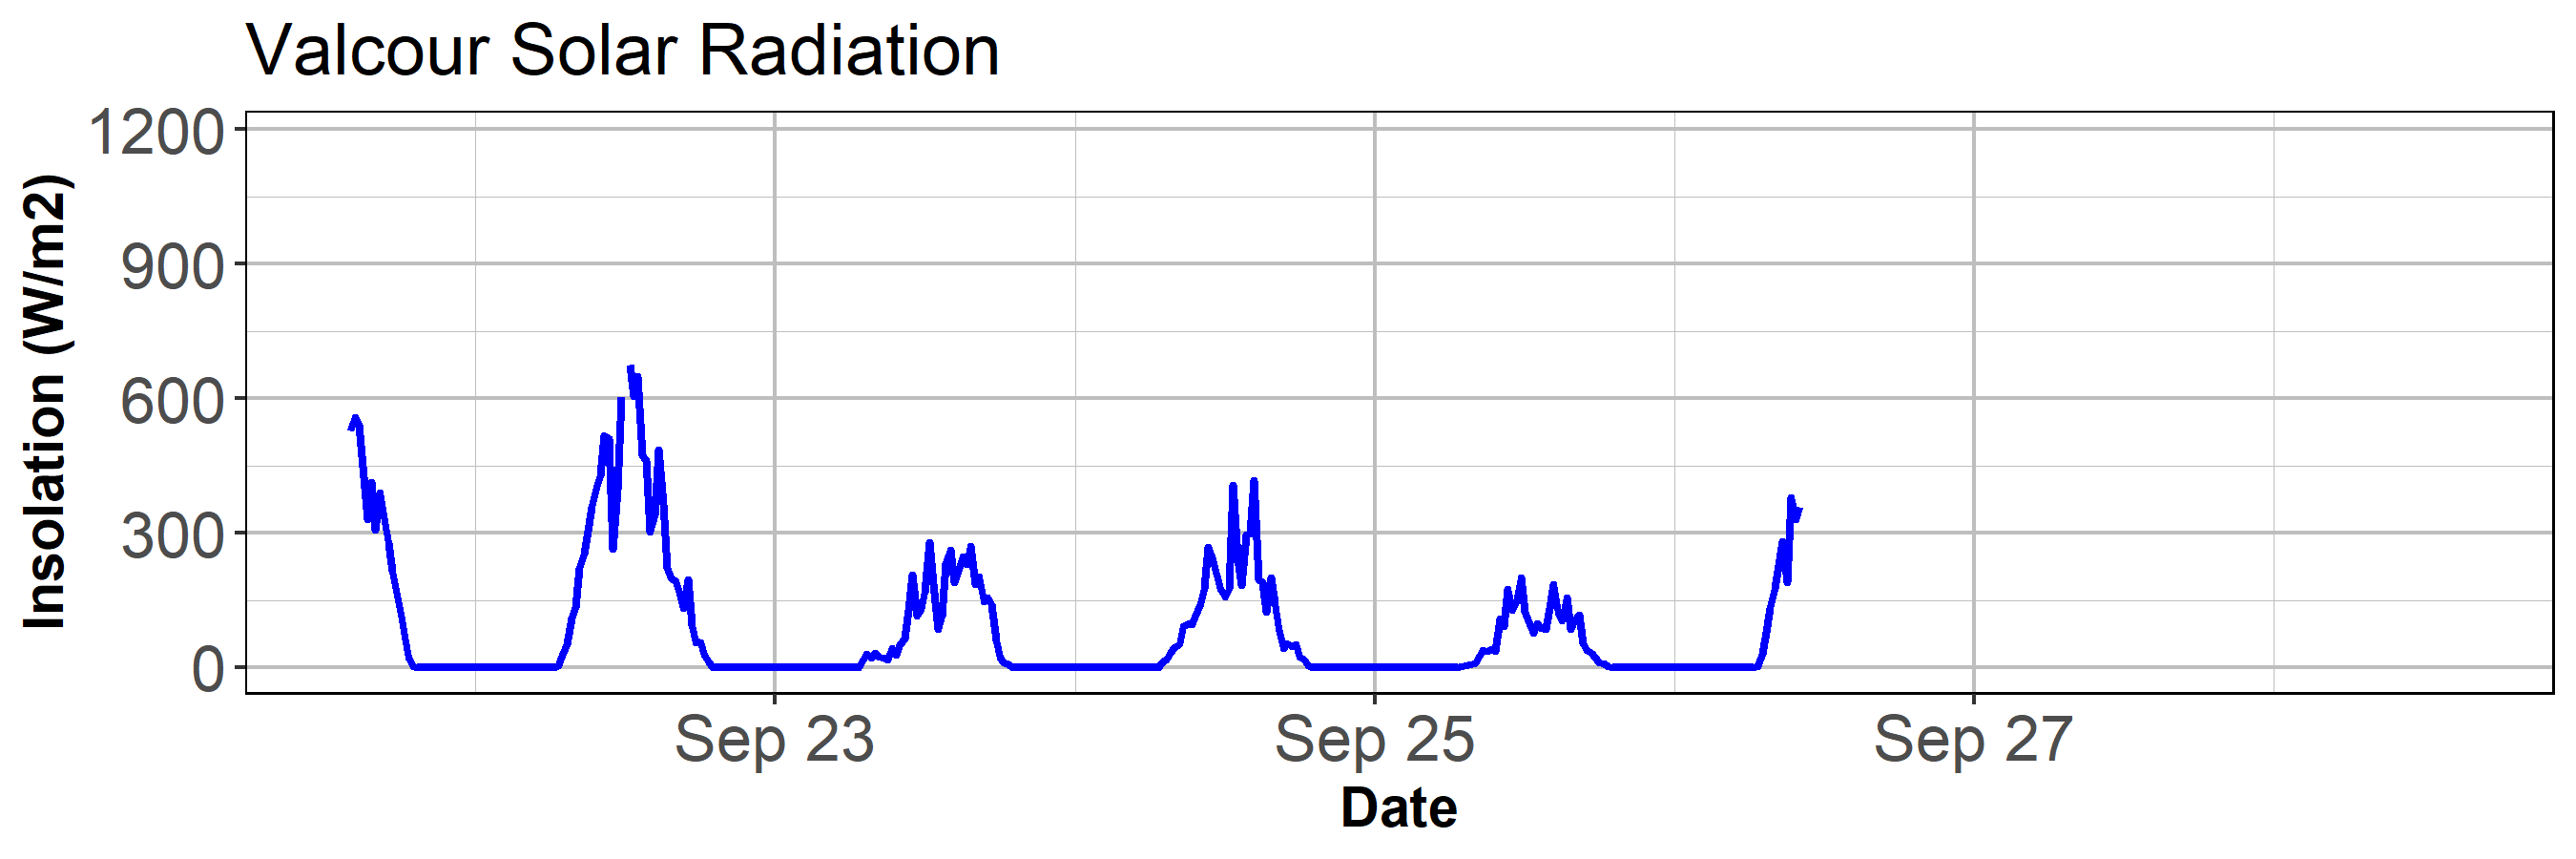 Valcour Solar Radiation
1200
900
600
300
0
Insolation (W/m2)
Sep 23
Sep 25
Sep 27
Date